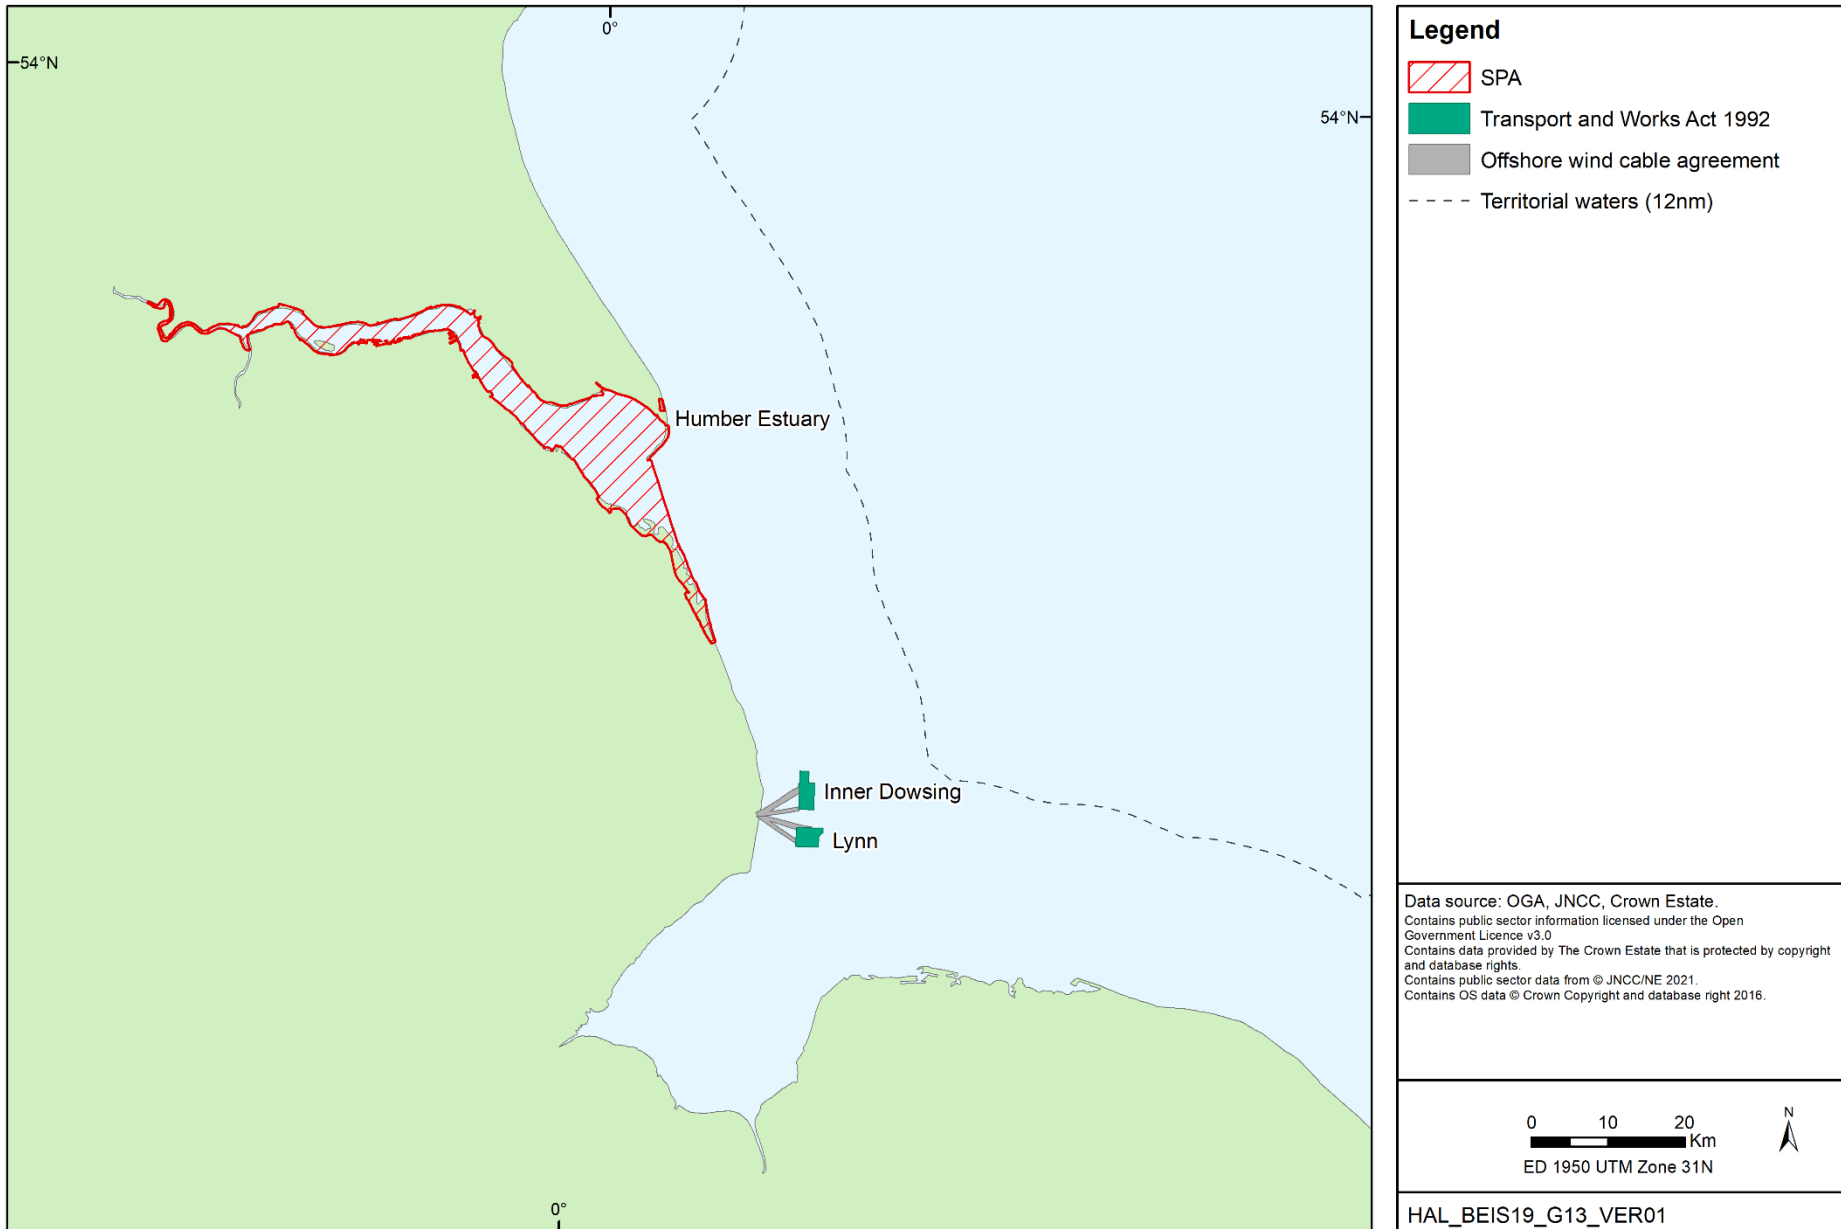 0°
54°N
54°N
Humber Estuary
Inner Dowsing
Lynn
0°
Legend
SPA
Transport and Works Act 1992
Offshore wind cable agreement
Territorial waters (12nm)
Data source: OGA, JNCC, Crown Estate.
Contains public sector information licensed under the Open
Government Licence v3.0
Contains data provided by The Crown Estate that is protected by copyright
and database rights.
Contains public sector data from © JNCC/NE 2021.
Contains OS data © Crown Copyright and database right 2016.
0 10 20
Km
N
ED 1950 UTM Zone 31N
HAL_BEIS19_G13_VER01